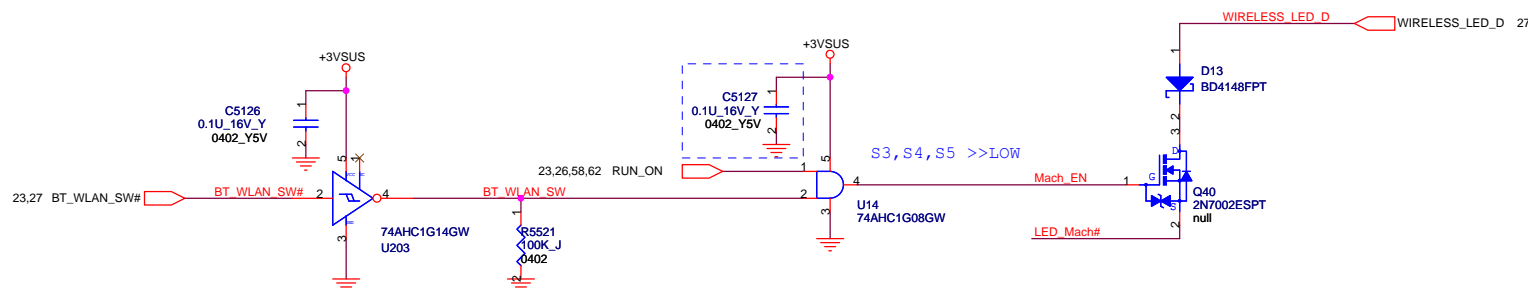 WIRELESS_LED_D
WIRELESS_LED_D 27
+3VSUS
+3VSUS
1
1
D13
BD4148FPT
C5126
0.1U_16V_Y
0402_Y5V
1
2
C5127
0.1U_16V_Y
0402_Y5V
1
2
2
3
S3,S4,S5 >>LOW
23,26,58,62 RUN_ON
1
5
5
1
23,27 BT_WLAN_SW#
BT_WLAN_SW#
2
4
BT_WLAN_SW
2
4
Mach_EN
1
D
G
S
Q40
2N7002ESPT
null
3
74AHC1G14GW
U203
1
R5521
100K_J
0402
2
3
U14
74AHC1G08GW
LED_Mach#
2